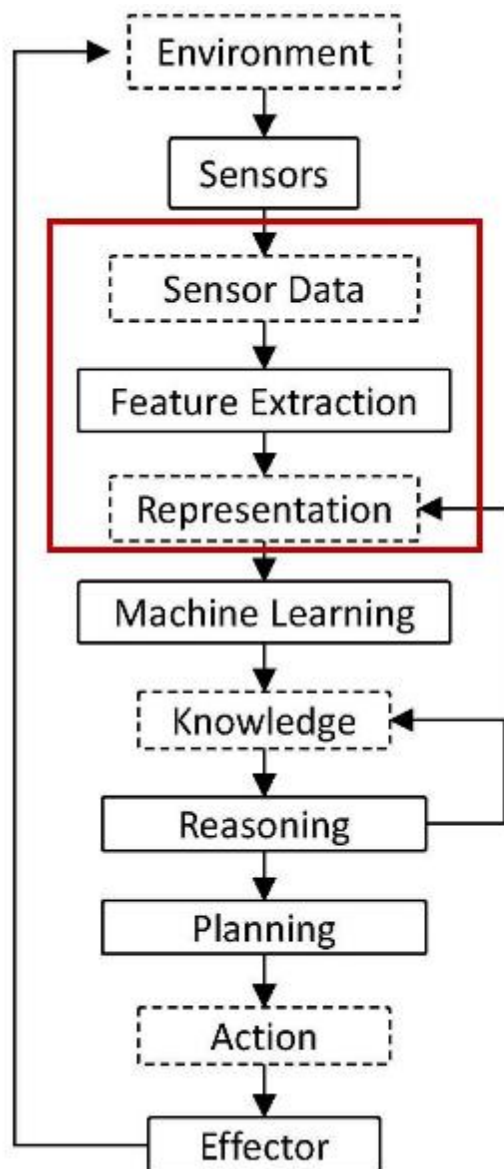 Environment
Sensors
Sensor Data
Feature Extraction
Representation
Machine Learning
Knowledge
Reasoning
Planning
Action
Effector